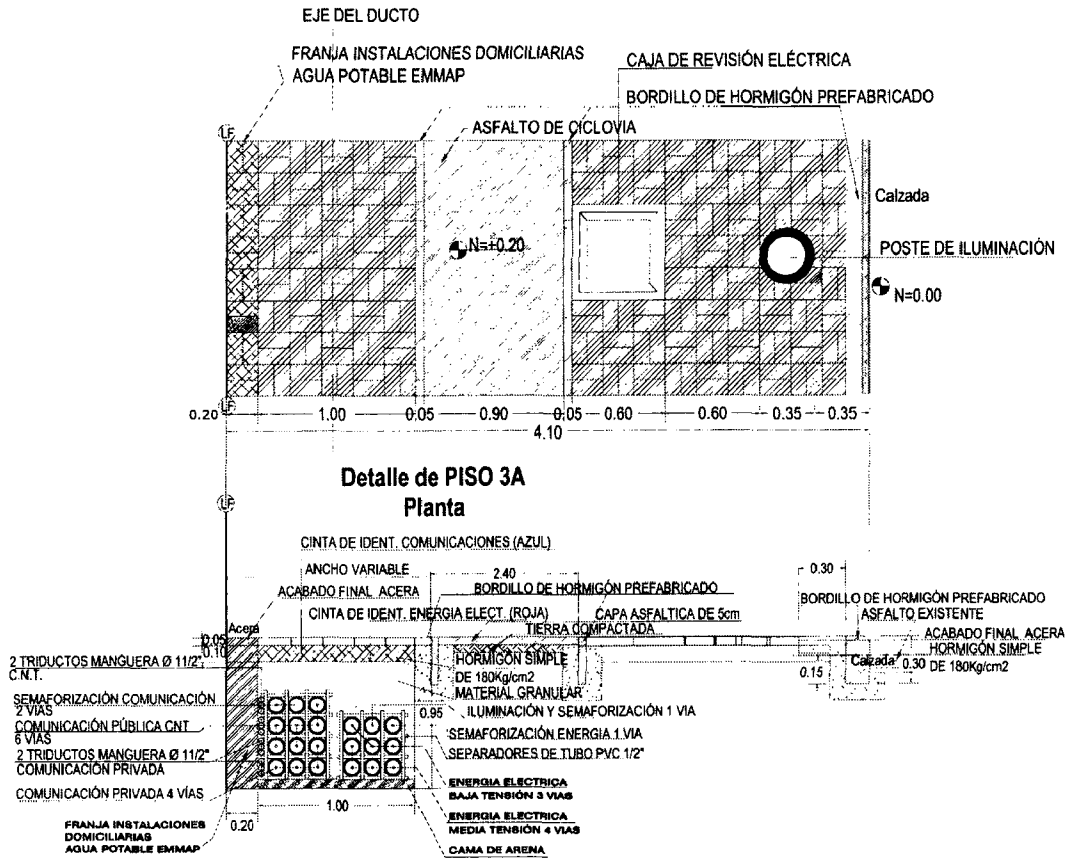 EJE DEL DUCTO
FRANJA INSTALACIONES DOMICILIARIAS
AGUA POTABLE EMMAP
CAJA DE REVISIÓN ELÉCTRICA
BORDILLO DE HORMIGÓN PREFABRICADO
ASFALTO DE CICLOVIA
LF
Calzada
N=+0.20
POSTE DE ILUMINACIÓN
N=0.00
LF
0.20 1.00 0.05 0.90 0.05 0.60 0.60 0.35 0.35
4.10
Detalle de PISO 3A
Planta
LF
CINTA DE IDENT. COMUNICACIONES (AZUL)
ANCHO VARIABLE
2.40
0.30
ACABADO FINAL ACERA
BORDILLO DE HORMIGÓN PREFABRICADO
BORDILLO DE HORMIGÓN PREFABRICADO
CINTA DE IDENT. ENERGIA ELECT. (ROJA)
CAPA ASFALTICA DE 5cm
ASFALTO EXISTENTE
Acera
TIERRA COMPACTADA
ACABADO FINAL ACERA
0.05
0.10
HORMIGÓN SIMPLE
DE 180Kg/cm2
Calzada
HORMIGÓN SIMPLE
DE 180Kg/cm2
0.15
0.30
2 TRIDUCTOS MANGUERA Ø 11/2",
C.N.T.
MATERIAL GRANULAR
SEMAFORIZACIÓN COMUNICACIÓN
2 VIAS
0.95
ILUMINACIÓN Y SEMAFORIZACIÓN 1 VIA
COMUNICACIÓN PÚBLICA CNT
6 VIAS
SEMAFORIZACIÓN ENERGIA 1 VIA
2 TRIDUCTOS MANGUERA Ø 11/2"
COMUNICACIÓN PRIVADA
SEPARADORES DE TUBO PVC 1/2"
COMUNICACIÓN PRIVADA 4 VÍAS
ENERGIA ELECTRICA
BAJA TENSIÓN 3 VIAS
1.00
0.20
FRANJA INSTALACIONES
DOMICILIARIAS
AGUA POTABLE EMMAP
ENERGIA ELECTRICA
MEDIA TENSIÓN 4 VIAS
CAMA DE ARENA